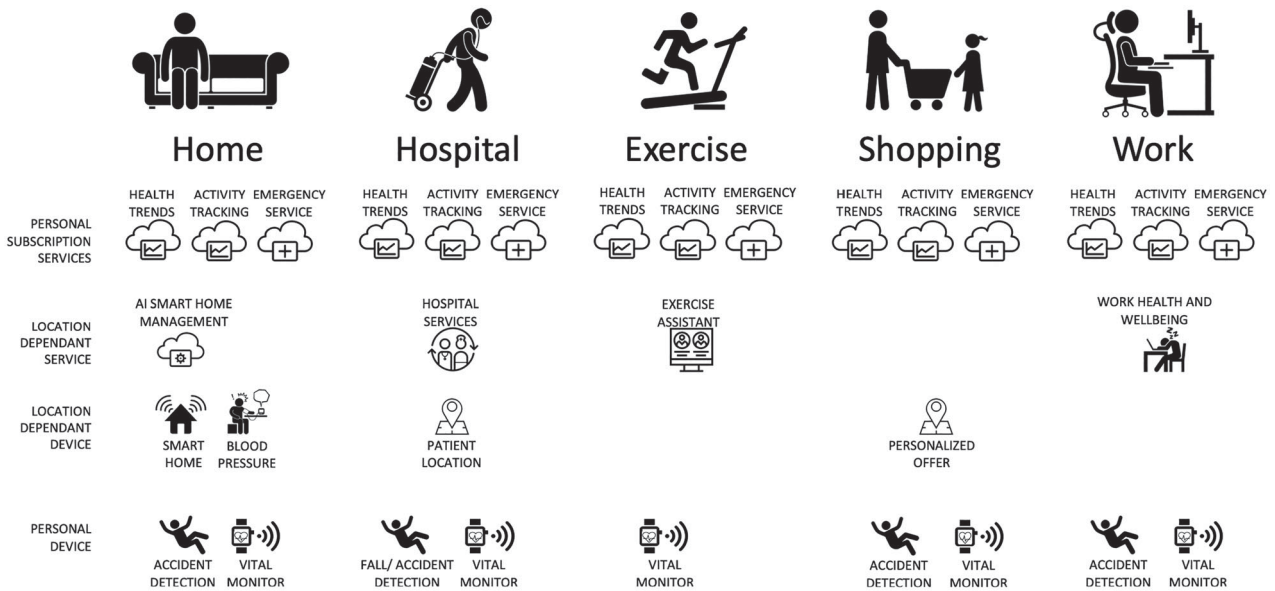 Home
Hospital
Exercise
Shopping
Work
PERSONAL
SUBSCRIPTION
SERVICES
HEALTH
TRENDS
ACTIVITY
TRACKING
EMERGENCY
SERVICE
HEALTH
TRENDS
ACTIVITY
TRACKING
EMERGENCY
SERVICE
HEALTH
TRENDS
ACTIVITY
TRACKING
EMERGENCY
SERVICE
HEALTH
TRENDS
ACTIVITY
TRACKING
EMERGENCY
SERVICE
HEALTH
TRENDS
ACTIVITY
TRACKING
EMERGENCY
SERVICE
LOCATION
DEPENDANT
SERVICE
AI SMART HOME
MANAGEMENT
HOSPITAL
SERVICES
EXERCISE
ASSISTANT
WORK HEALTH AND
WELLBEING
zzz
LOCATION
DEPENDANT
DEVICE
SMART
HOME
BLOOD
PRESSURE
PATIENT
LOCATION
PERSONALIZED
OFFER
PERSONAL
DEVICE
ACCIDENT
DETECTION
VITAL
MONITOR
FALL/ ACCIDENT
DETECTION
VITAL
MONITOR
VITAL
MONITOR
ACCIDENT
DETECTION
VITAL
MONITOR
ACCIDENT
DETECTION
VITAL
MONITOR